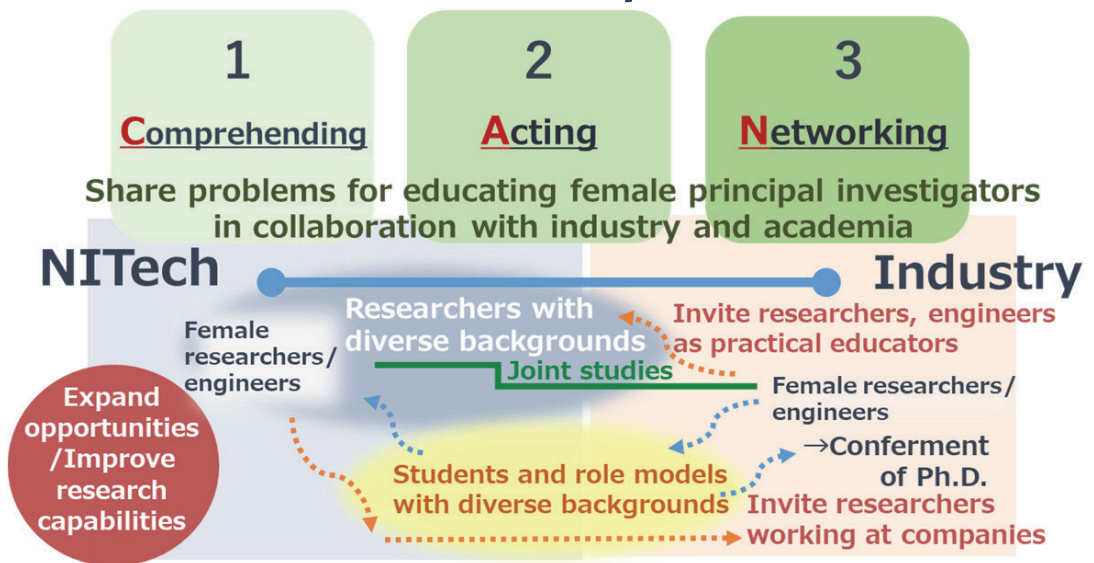 1
2
3
Comprehending
Acting
Networking
Share problems for educating female principal investigators
in collaboration with industry and academia
NITech
Industry
Researchers with
diverse backgrounds
Invite researchers, engineers
as practical educators
Female
researchers/
engineers
Joint studies
Female researchers/
engineers
→Conferment
of Ph.D.
Expand
opportunities
/Improve
research
capabilities
Students and role models
with diverse backgrounds
Invite researchers
working at companies